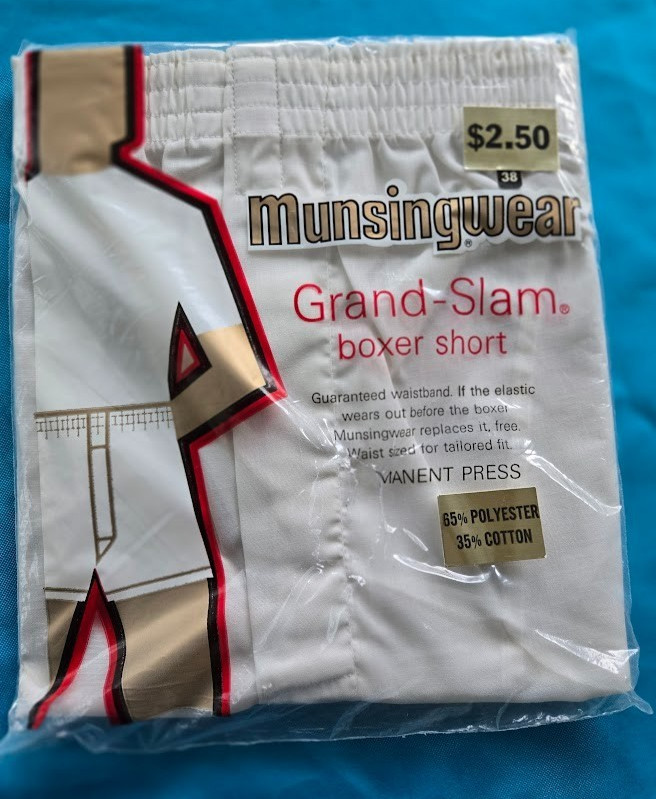 $2.50
38
Munsingwear®
Grand-Slam®
boxer short
Guaranteed waistband. If the elastic
wears out before the boxer
Munsingwear replaces it, free.
Waist sized for tailored fit.
MANENT PRESS
65% POLYESTER
35% COTTON